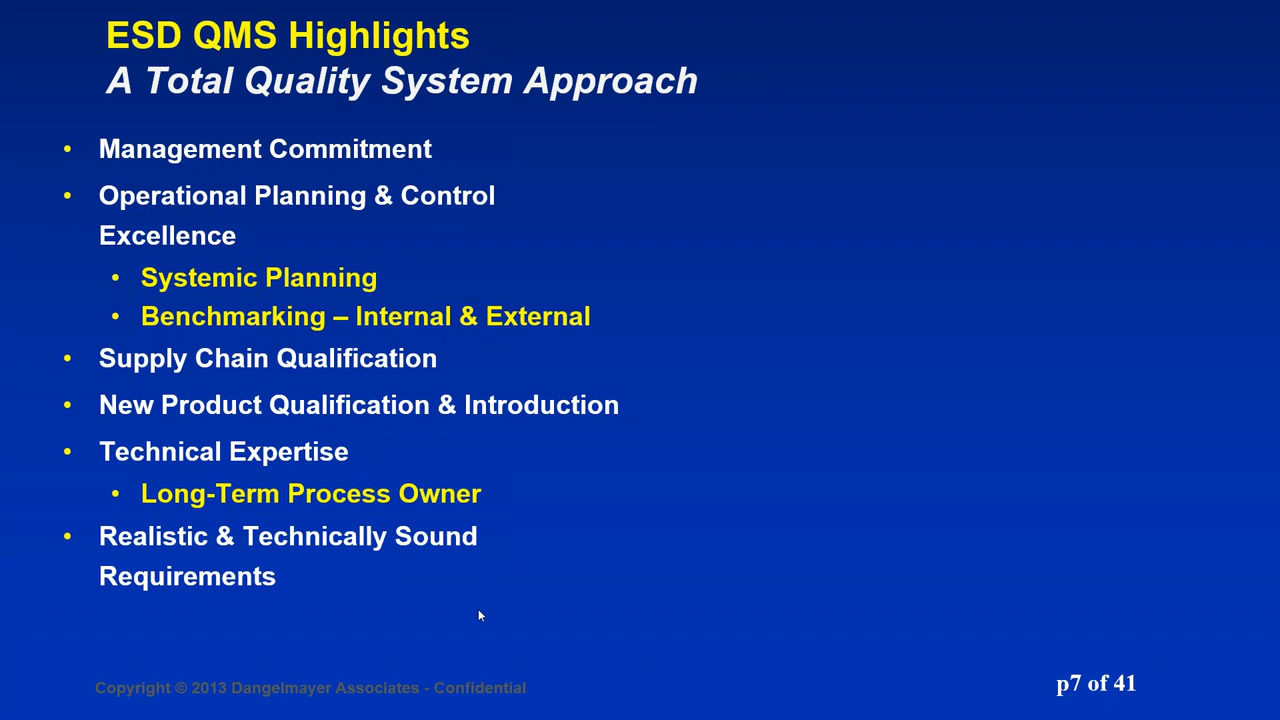 ESD QMS Highlights
A Total Quality System Approach
• Management Commitment
• Operational Planning & Control
Excellence
• Systemic Planning
• Benchmarking – Internal & External
• Supply Chain Qualification
• New Product Qualification & Introduction
• Technical Expertise
• Long-Term Process Owner
• Realistic & Technically Sound
Requirements
Copyright © 2013 Dangelmayer Associates - Confidential
p7 of 41